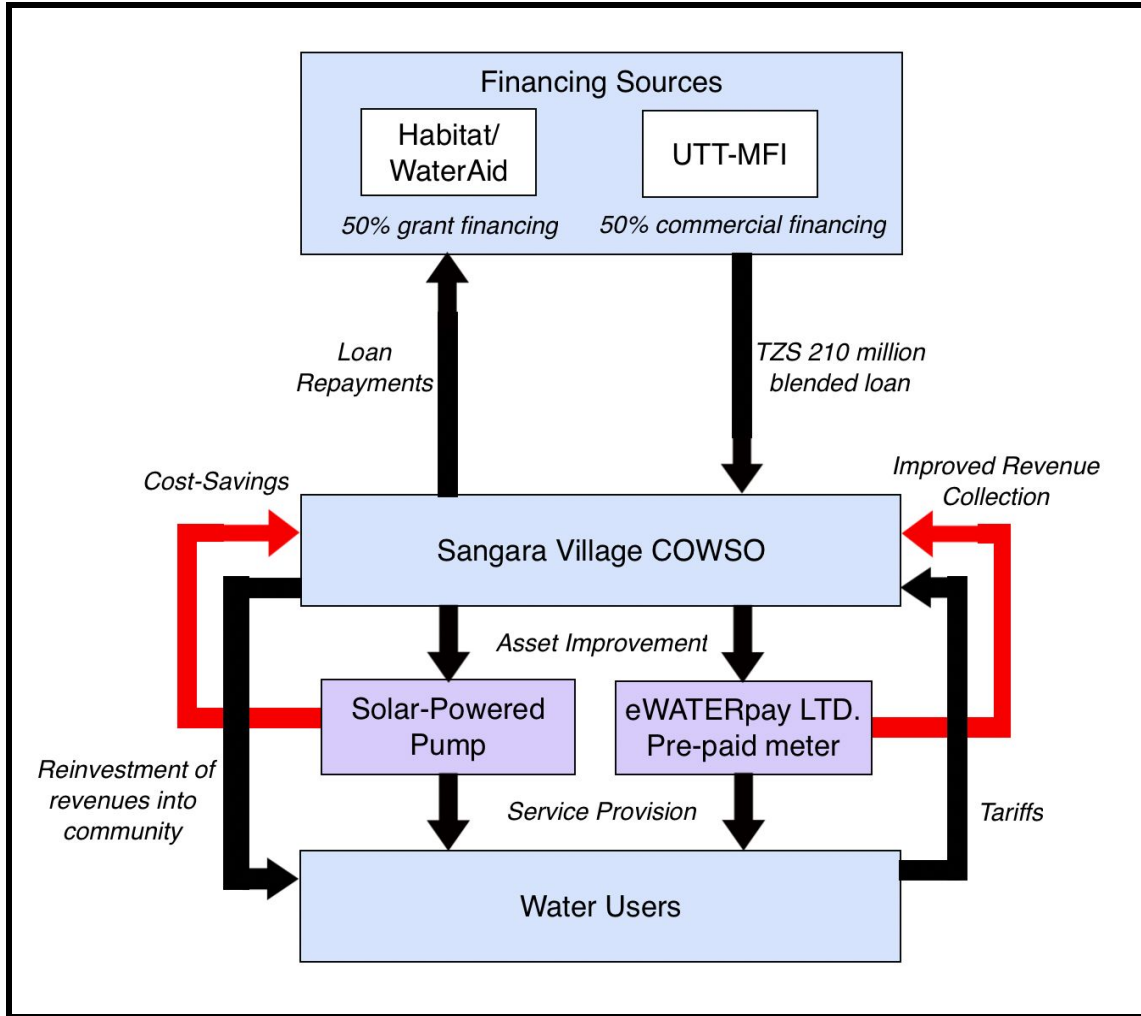 Financing Sources
Habitat/
WaterAid
UTT-MFI
50% grant financing
50% commercial financing
Loan
Repayments
TZS 210 million
blended loan
Cost-Savings
Improved Revenue
Collection
Sangara Village COWSO
Asset Improvement
Solar-Powered
Pump
eWATERpay LTD.
Pre-paid meter
Reinvestment of
revenues into
community
Service Provision
Tariffs
Water Users